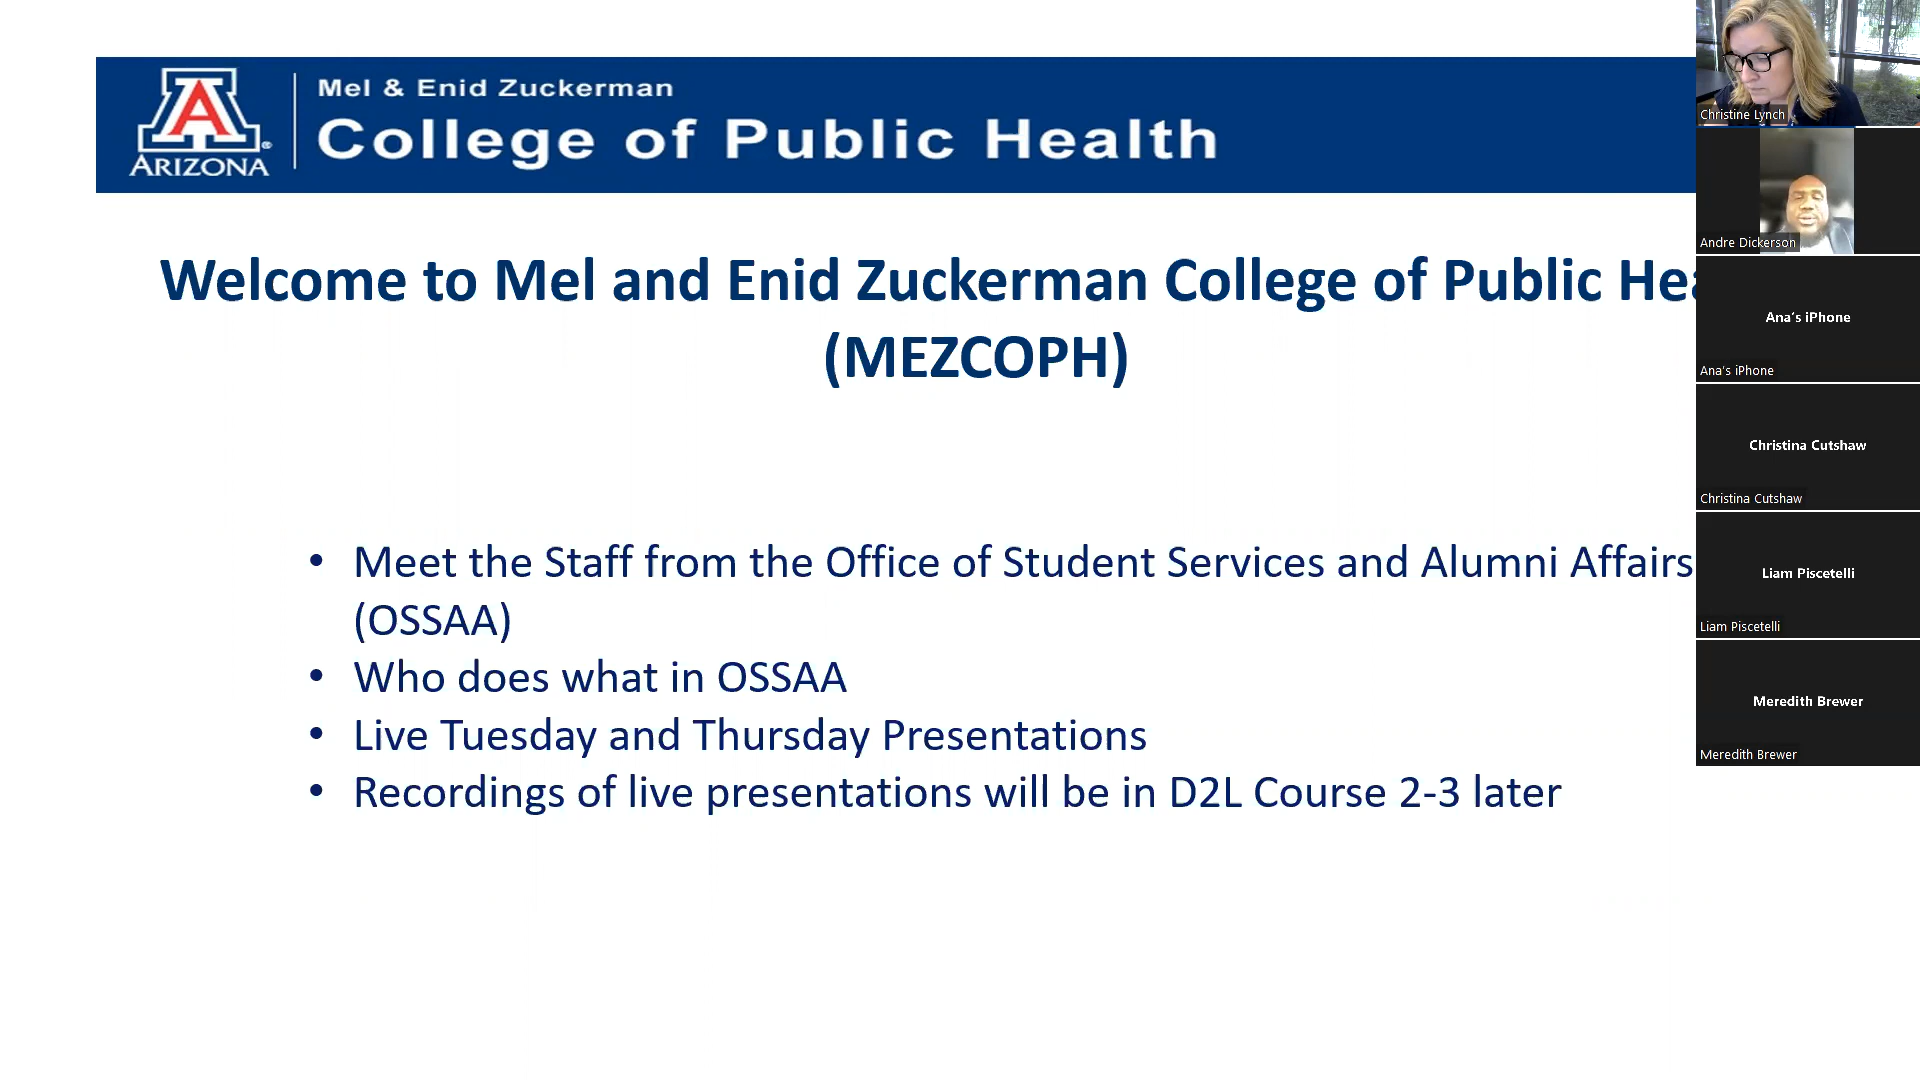 Mel & Enid Zuckerman
College of Public Health
A
ARIZONA
®
Welcome to Mel and Enid Zuckerman College of Public Hea
(MEZCOPH)
• Meet the Staff from the Office of Student Services and Alumni Affairs
(OSSAA)
• Who does what in OSSAA
• Live Tuesday and Thursday Presentations
• Recordings of live presentations will be in D2L Course 2-3 later
Christine Lynch
Andre Dickerson
Ana's iPhone
Ana's iPhone
Christina Cutshaw
Christina Cutshaw
Liam Piscetelli
Liam Piscetelli
Meredith Brewer
Meredith Brewer